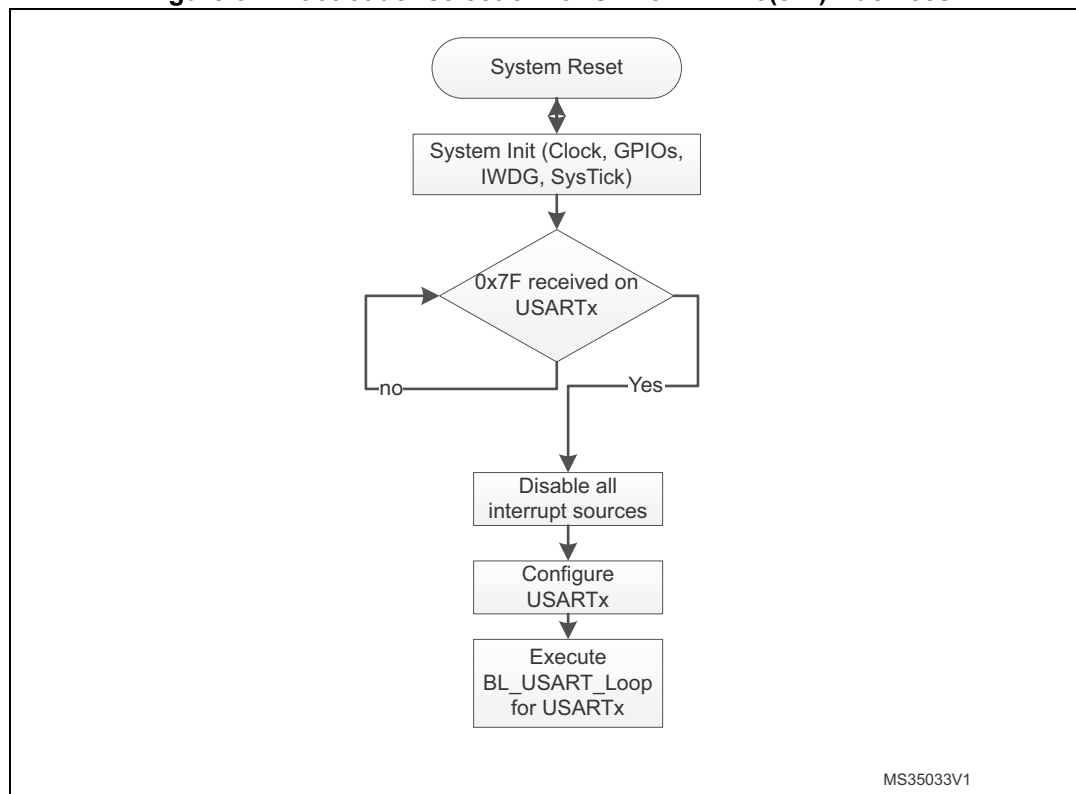 System Reset
System Init (Clock, GPIOs,
IWDG, SysTick)
0x7F received on
USARTx
no
Yes
Disable all
interrupt sources
Configure
USARTx
Execute
BL_USART_Loop
for USARTx
MS35033V1